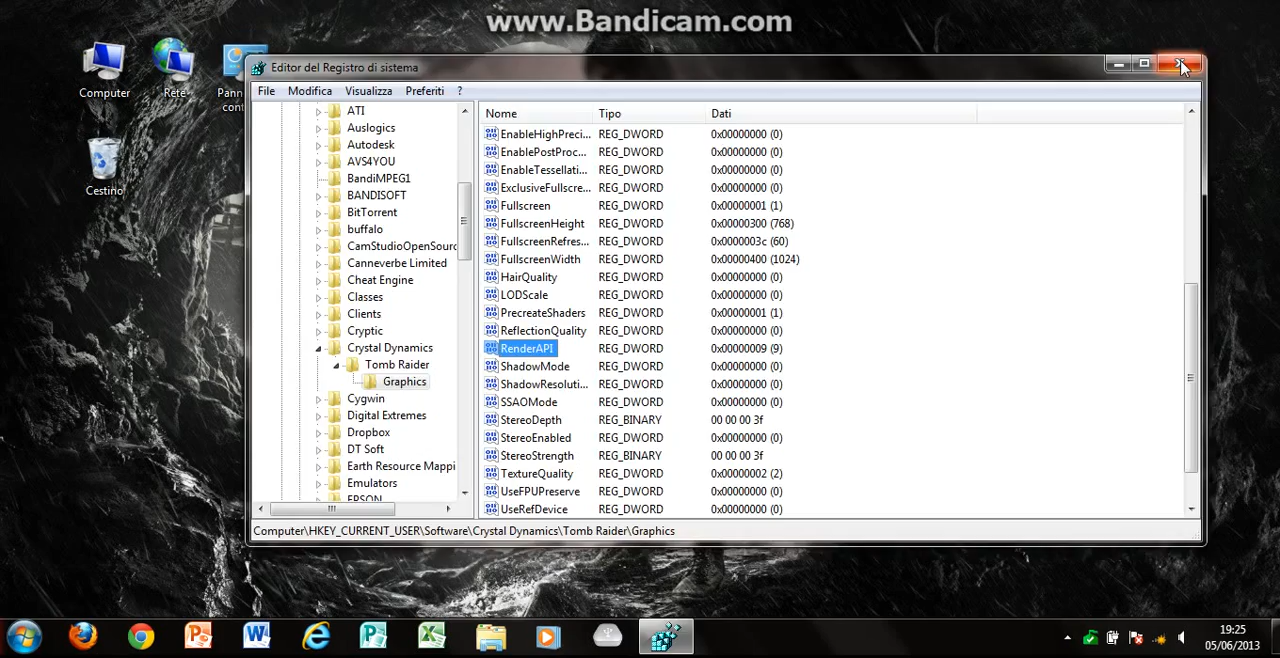 www.Bandicam.com
Computer
Rete
Pann
cont
Cestino
Editor del Registro di sistema
File Modifica Visualizza Preferiti ?
ATI
Auslogics
Autodesk
AVS4YOU
BandiMPEG1
BANDISOFT
BitTorrent
buffalo
CamStudioOpenSourc
Canneverbe Limited
Cheat Engine
Classes
Clients
Cryptic
Crystal Dynamics
Tomb Raider
Graphics
Cygwin
Digital Extremes
Dropbox
DT Soft
Earth Resource Mappi
Emulators
EPSON
Nome Tipo Dati
EnableHighPreci... REG_DWORD 0x00000000 (0)
EnablePostProc... REG_DWORD 0x00000000 (0)
EnableTessellati... REG_DWORD 0x00000000 (0)
ExclusiveFullscre... REG_DWORD 0x00000000 (0)
Fullscreen REG_DWORD 0x00000001 (1)
FullscreenHeight REG_DWORD 0x00000300 (768)
FullscreenRefres... REG_DWORD 0x0000003c (60)
FullscreenWidth REG_DWORD 0x00000400 (1024)
HairQuality REG_DWORD 0x00000000 (0)
LODScale REG_DWORD 0x00000000 (0)
PrecreateShaders REG_DWORD 0x00000001 (1)
ReflectionQuality REG_DWORD 0x00000000 (0)
RenderAPI REG_DWORD 0x00000009 (9)
ShadowMode REG_DWORD 0x00000000 (0)
ShadowResoluti... REG_DWORD 0x00000000 (0)
SSAOMode REG_DWORD 0x00000000 (0)
StereoDepth REG_BINARY 00 00 00 3f
StereoEnabled REG_DWORD 0x00000000 (0)
StereoStrength REG_BINARY 00 00 00 3f
TextureQuality REG_DWORD 0x00000002 (2)
UseFPUPreserve REG_DWORD 0x00000000 (0)
UseRefDevice REG_DWORD 0x00000000 (0)
Computer\HKEY_CURRENT_USER\Software\Crystal Dynamics\Tomb Raider\Graphics
19:25
05/06/2013